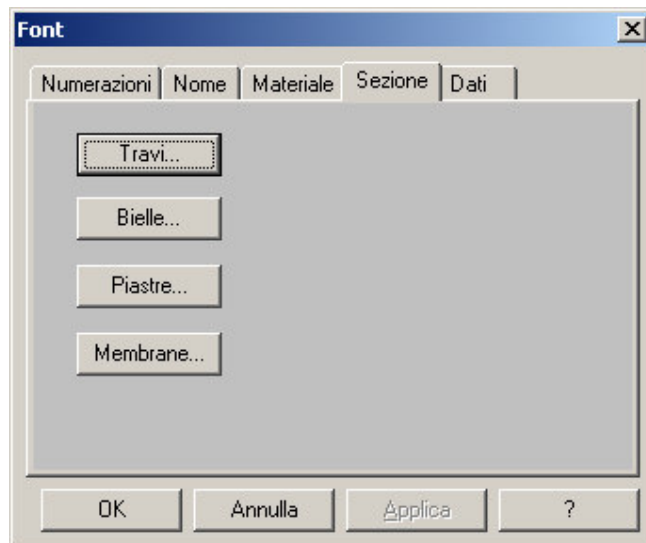 Font
Numerazioni Nome Materiale Sezione Dati
Travi...
Bielle...
Piastre...
Membrane...
OK Annulla Applica ?